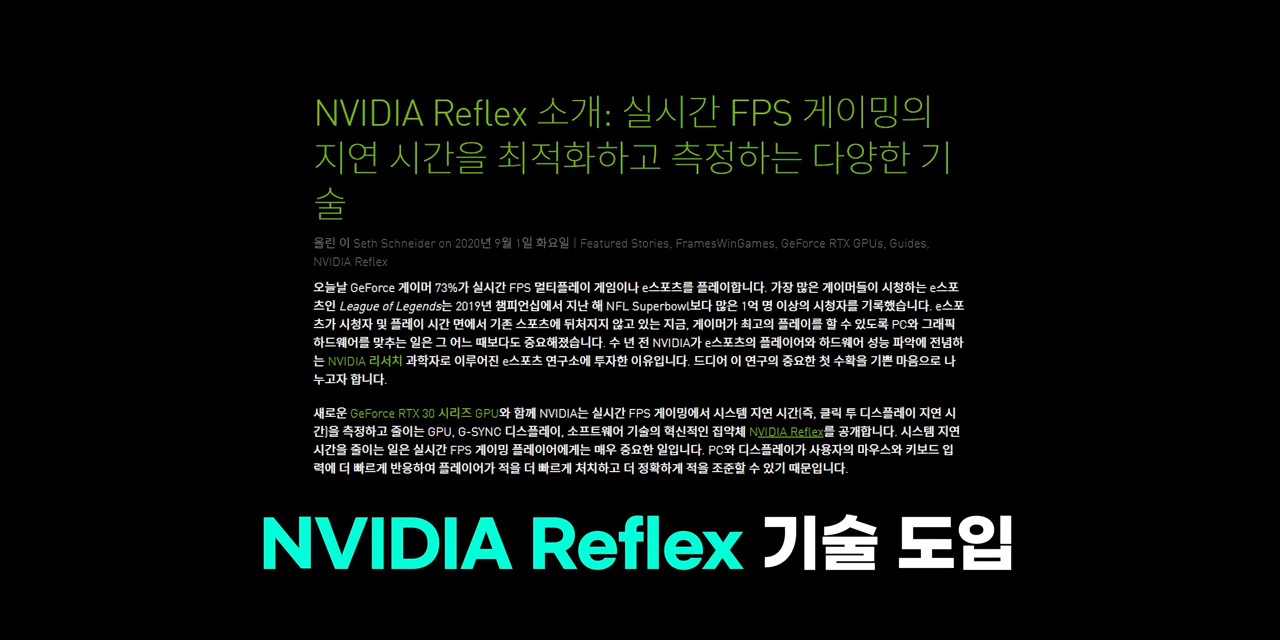 NVIDIA Reflex 소개: 실시간 FPS 게이밍의
지연 시간을 최적화하고 측정하는 다양한 기
술
올린 이 Seth Schneider on 2020년 9월 1일 화요일 | Featured Stories, FramesWinGames, GeForce RTX GPUs, Guides,
NVIDIA Reflex
오늘날 GeForce 게이머 73%가 실시간 FPS 멀티플레이 게임이나 e스포츠를 플레이합니다. 가장 많은 게이머들이 시청하는 e스포
츠인 League of Legends는 2019년 챔피언십에서 지난 해 NFL Superbowl보다 많은 1억 명 이상의 시청자를 기록했습니다. e스포
츠가 시청자 및 플레이 시간 면에서 기존 스포츠에 뒤처지지 않고 있는 지금, 게이머가 최고의 플레이를 할 수 있도록 PC와 그래픽
하드웨어를 맞추는 일은 그 어느 때보다도 중요해졌습니다. 수 년 전 NVIDIA가 e스포츠의 플레이어와 하드웨어 성능 파악에 전념하
는 NVIDIA 리서치 과학자로 이루어진 e스포츠 연구소에 투자한 이유입니다. 드디어 이 연구의 중요한 첫 수확을 기쁜 마음으로 나
누고자 합니다.
새로운 GeForce RTX 30 시리즈 GPU와 함께 NVIDIA는 실시간 FPS 게이밍에서 시스템 지연 시간(즉, 클릭 투 디스플레이 지연 시
간)을 측정하고 줄이는 GPU, G-SYNC 디스플레이, 소프트웨어 기술의 혁신적인 집약체 NVIDIA Reflex를 공개합니다. 시스템 지연
시간을 줄이는 일은 실시간 FPS 게이밍 플레이어에게는 매우 중요한 일입니다. PC와 디스플레이가 사용자의 마우스와 키보드 입
력에 더 빠르게 반응하여 플레이어가 적을 더 빠르게 처치하고 더 정확하게 적을 조준할 수 있기 때문입니다.
NVIDIA Reflex 기술 도입